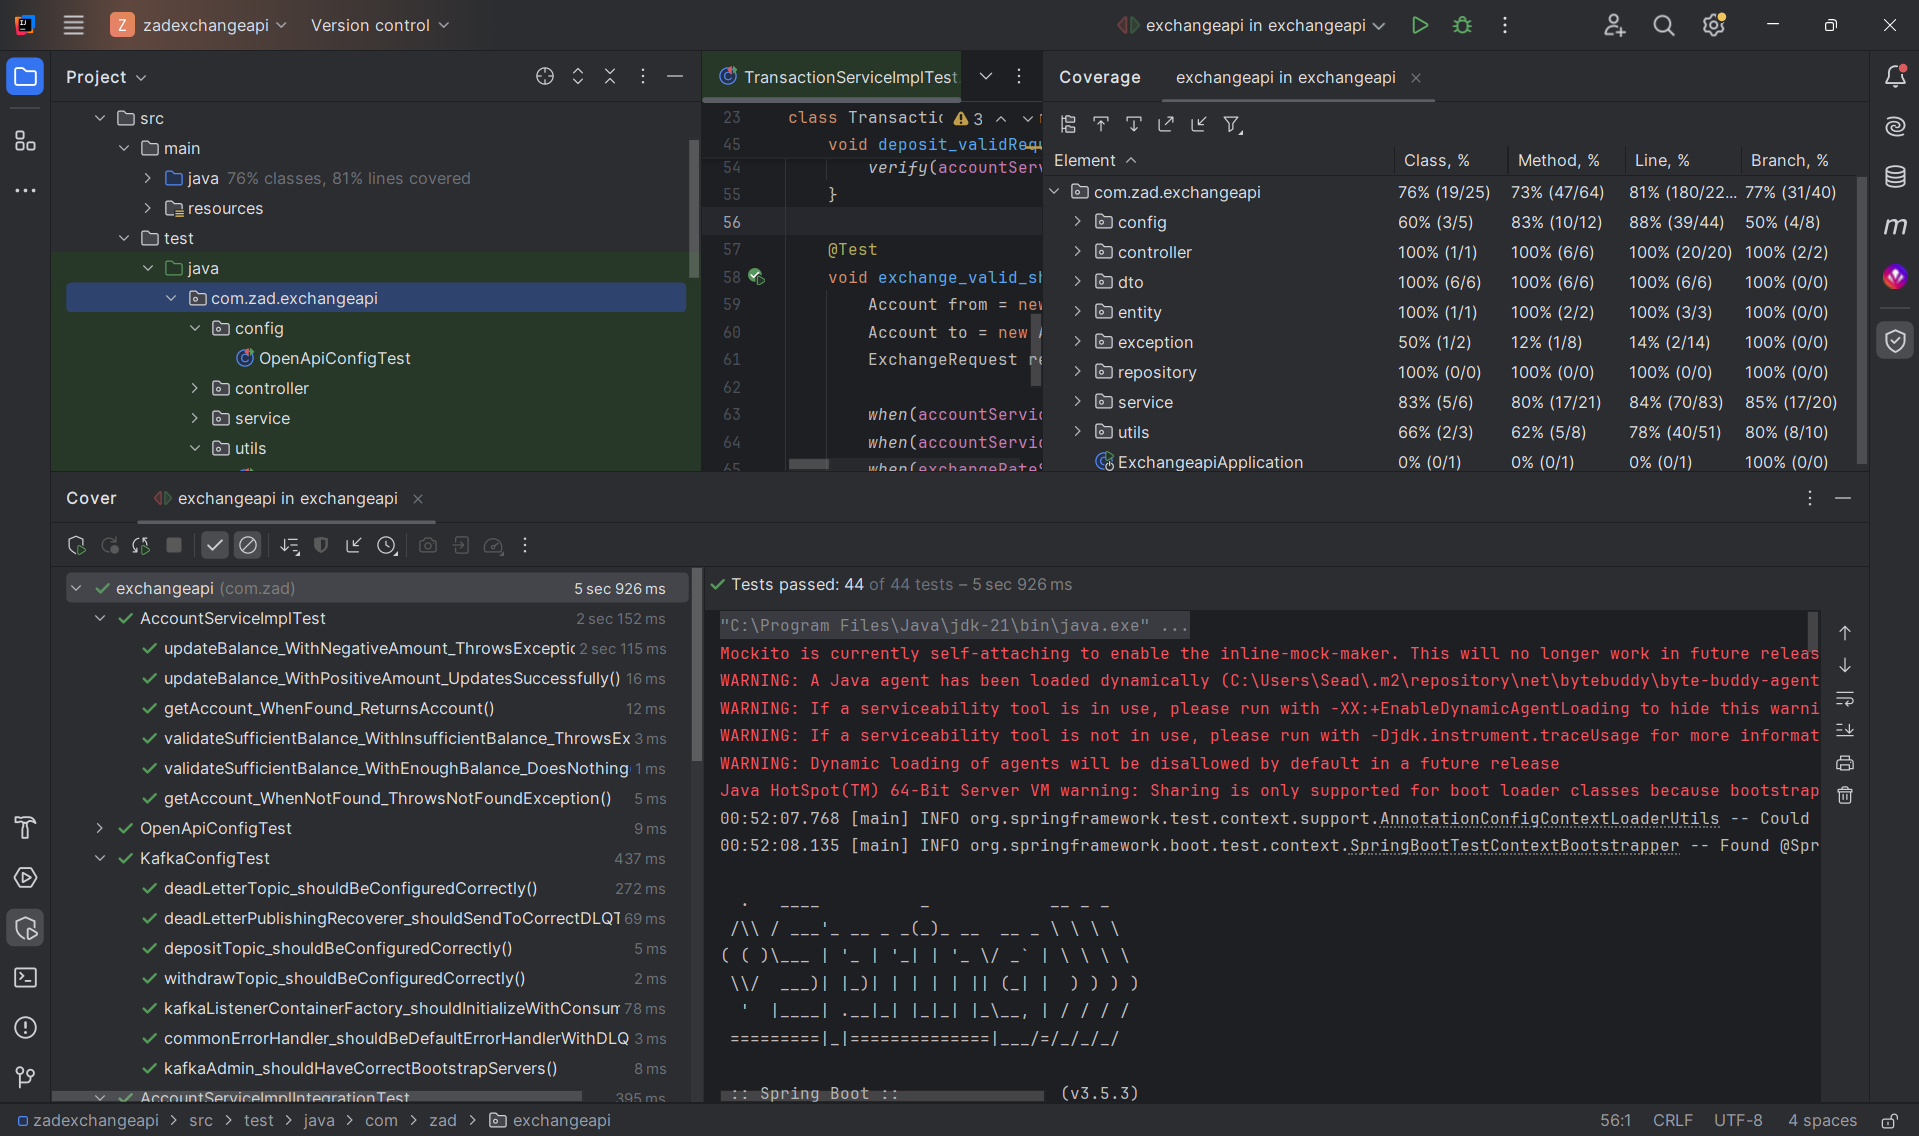 Z zadexchangeapi Version control exchangeapi in exchangeapi
Project
src
main
java 76% classes, 81% lines covered
resources
test
java
com.zad.exchangeapi
config
OpenApiConfigTest
controller
service
utils
TransactionServiceImplTest
23 class Transactic 3
45 void deposit_validRequ
54 verify(accountServ
55 }
56
57 @Test
58 void exchange_valid_sh
59 Account from = new
60 Account to = new A
61 ExchangeRequest re
62
63 when(accountServic
64 when(accountServic
65 when(exchangeRateS
Coverage exchangeapi in exchangeapi
Element Class, % Method, % Line, % Branch, %
com.zad.exchangeapi 76% (19/25) 73% (47/64) 81% (180/22... 77% (31/40)
config 60% (3/5) 83% (10/12) 88% (39/44) 50% (4/8)
controller 100% (1/1) 100% (6/6) 100% (20/20) 100% (2/2)
dto 100% (6/6) 100% (6/6) 100% (6/6) 100% (0/0)
entity 100% (1/1) 100% (2/2) 100% (3/3) 100% (0/0)
exception 50% (1/2) 12% (1/8) 14% (2/14) 100% (0/0)
repository 100% (0/0) 100% (0/0) 100% (0/0) 100% (0/0)
service 83% (5/6) 80% (17/21) 84% (70/83) 85% (17/20)
utils 66% (2/3) 62% (5/8) 78% (40/51) 80% (8/10)
ExchangeapiApplication 0% (0/1) 0% (0/1) 0% (0/1) 100% (0/0)
Cover exchangeapi in exchangeapi
exchangeapi (com.zad) 5 sec 926 ms
AccountServiceImplTest 2 sec 152 ms
updateBalance_WithNegativeAmount_ThrowsExceptic 2 sec 115 ms
updateBalance_WithPositiveAmount_UpdatesSuccessfully() 16 ms
getAccount_WhenFound_ReturnsAccount() 12 ms
validateSufficientBalance_WithInsufficientBalance_ThrowsEx 3 ms
validateSufficientBalance_WithEnoughBalance_DoesNothing 1 ms
getAccount_WhenNotFound_ThrowsNotFoundException() 5 ms
OpenApiConfigTest 9 ms
KafkaConfigTest 437 ms
deadLetterTopic_shouldBeConfiguredCorrectly() 272 ms
deadLetterPublishingRecoverer_shouldSendToCorrectDLQT 69 ms
depositTopic_shouldBeConfiguredCorrectly() 5 ms
withdrawTopic_shouldBeConfiguredCorrectly() 2 ms
kafkaListenerContainerFactory_shouldInitializeWithConsum 78 ms
commonErrorHandler_shouldBeDefaultErrorHandlerWithDLQ 3 ms
kafkaAdmin_shouldHaveCorrectBootstrapServers() 8 ms
AccountServiceImplIntegrationTest 395 ms
Tests passed: 44 of 44 tests – 5 sec 926 ms
"C:\Program Files\Java\jdk-21\bin\java.exe" ...
Mockito is currently self-attaching to enable the inline-mock-maker. This will no longer work in future releas
WARNING: A Java agent has been loaded dynamically (C:\Users\Sead\.m2\repository\net\bytebuddy\byte-buddy-agent
WARNING: If a serviceability tool is in use, please run with -XX:+EnableDynamicAgentLoading to hide this warni
WARNING: If a serviceability tool is not in use, please run with -Djdk.instrument.traceUsage for more informat
WARNING: Dynamic loading of agents will be disallowed by default in a future release
Java HotSpot(TM) 64-Bit Server VM warning: Sharing is only supported for boot loader classes because bootstrap
00:52:07.768 [main] INFO org.springframework.test.context.support.AnnotationConfigContextLoaderUtils -- Could
00:52:08.135 [main] INFO org.springframework.boot.test.context.SpringBootTestContextBootstrapper -- Found @Spr
  .   ____          _            __ _ _
 /\\ / ___'_ __ _ _(_)_ __  __ _ \ \ \ \
( ( )\___ | '_ | '_| | '_ \/ _` | \ \ \ \
 \\/  ___)| |_)| | | | | || (_| |  ) ) ) )
  '  |____| .__|_| |_|_| |_\__, | / / / /
 =========|_|==============|___/=/_/_/_/
 :: Spring Boot ::                (v3.5.3)
zadexchangeapi > src > test > java > com > zad > exchangeapi 56:1 CRLF UTF-8 4 spaces